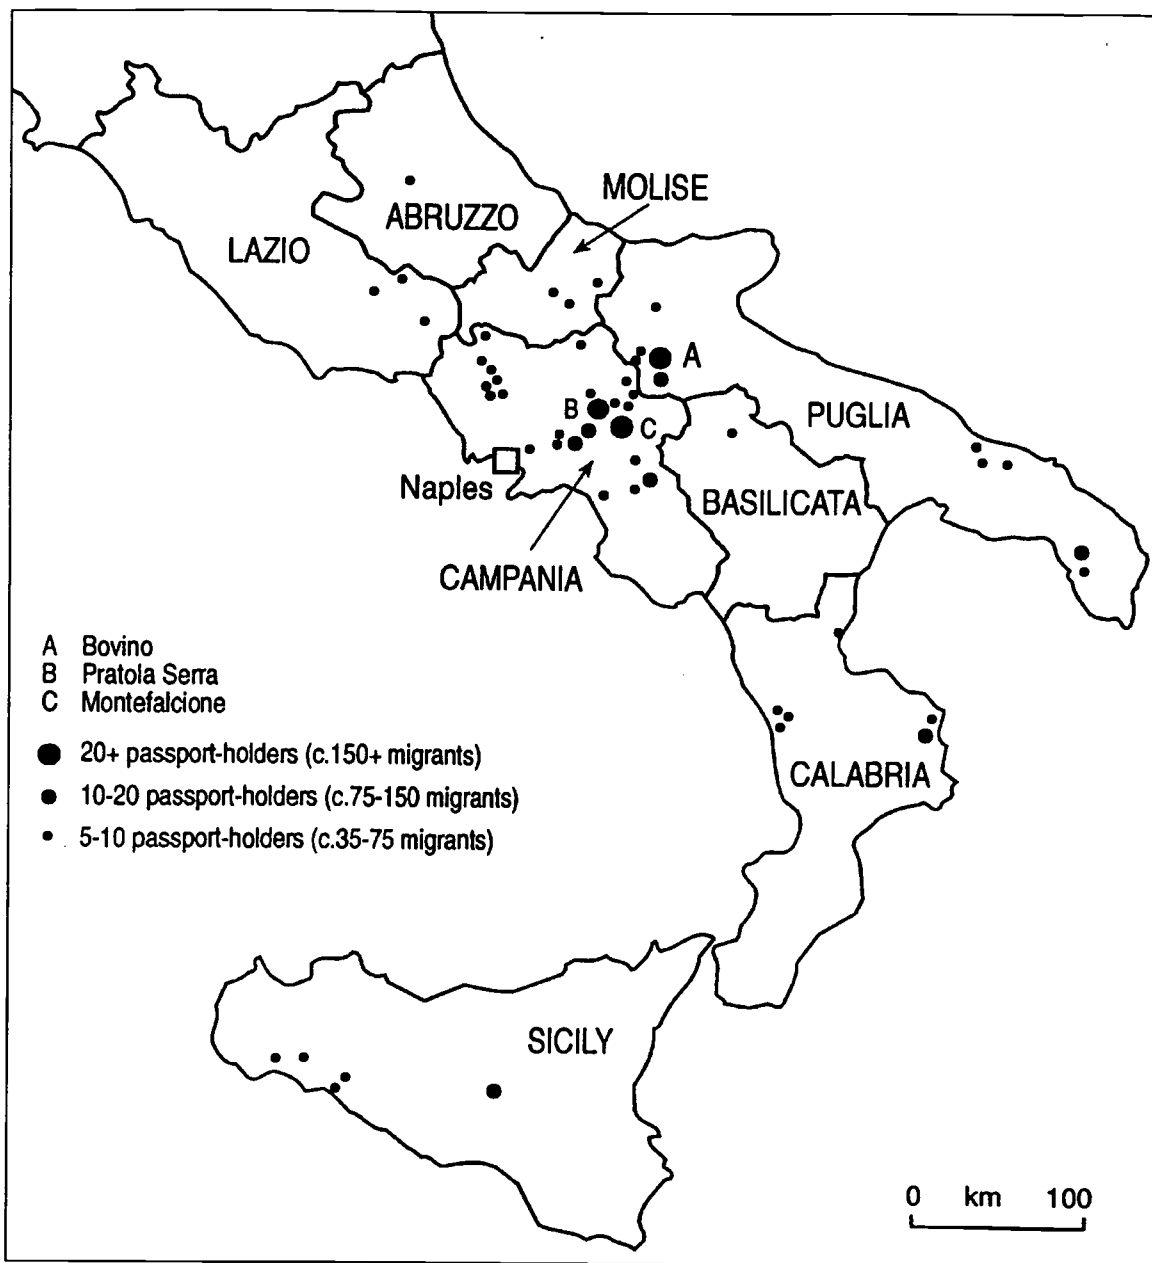 MOLISE
ABRUZZO
LAZIO
A
B
C
PUGLIA
Naples
BASILICATA
CAMPANIA
A Bovino
B Pratola Serra
C Montefalcione
20+ passport-holders (c.150+ migrants)
10-20 passport-holders (c.75-150 migrants)
5-10 passport-holders (c.35-75 migrants)
CALABRIA
SICILY
0 km 100